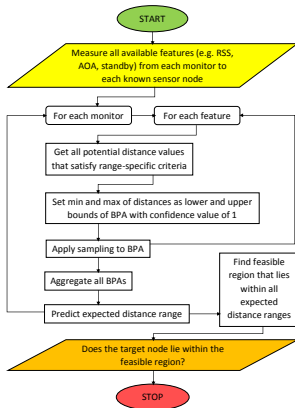 START
Measure all available features (e.g. RSS,
AOA, standby) from each monitor to
each known sensor node
For each monitor
For each feature
Get all potential distance values
that satisfy range-specific criteria
Set min and max of distances as lower and upper
bounds of BPA with confidence value of 1
Apply sampling to BPA
Aggregate all BPAs
Predict expected distance range
Find feasible
region that lies
within all
expected
distance ranges
Does the target node lie within the
feasible region?
STOP